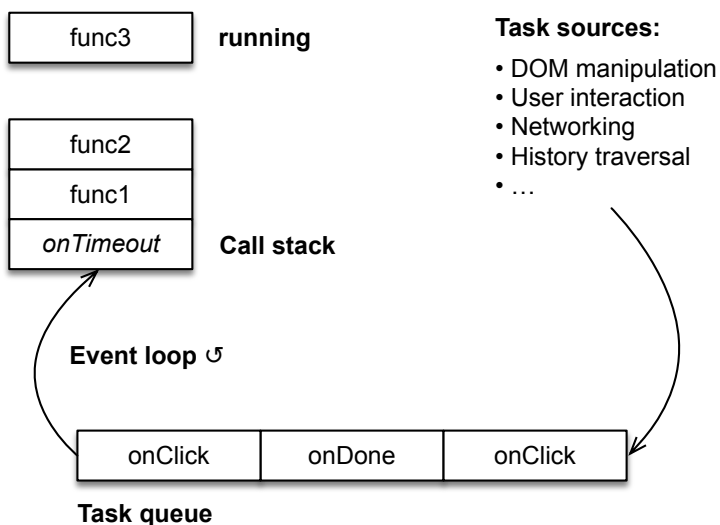 func3
running
Task sources:
• DOM manipulation
• User interaction
• Networking
• History traversal
• …
func2
func1
onTimeout
Call stack
Event loop ↺
onClick
onDone
onClick
Task queue